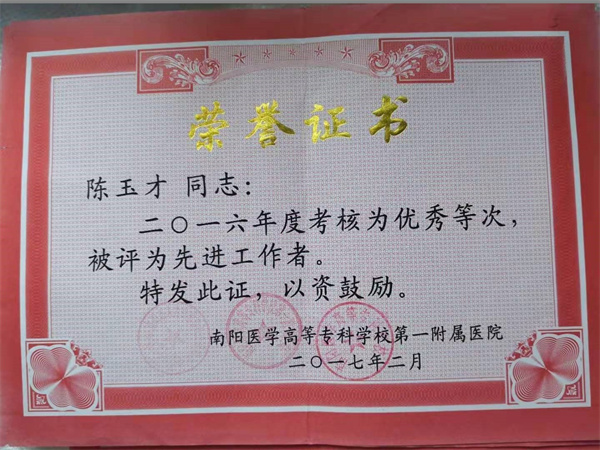 荣誉证书
陈玉才 同志：
二〇一六年度考核为优秀等次，
被评为先进工作者。
特发此证，以资鼓励。
南阳医学高等专科学校第一附属医院
二〇一七年二月